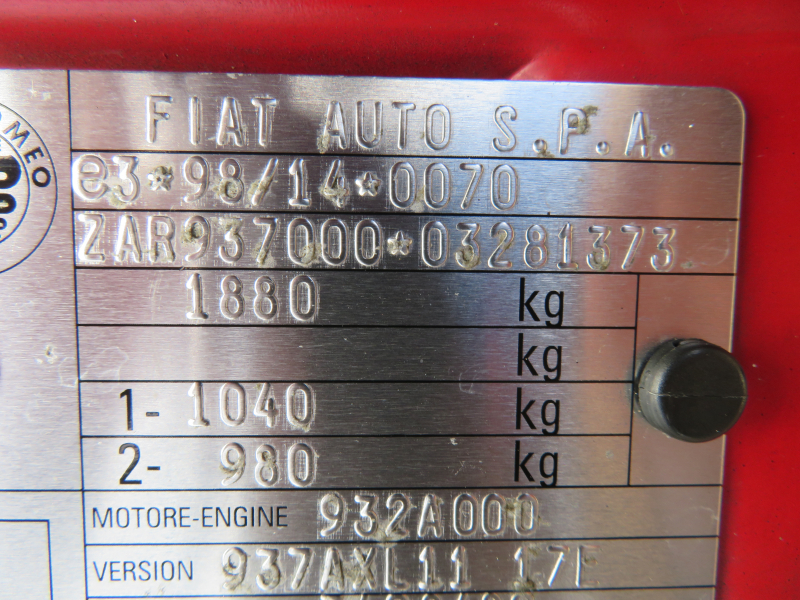 FIAT AUTO S.P.A.
e3*98/14*0070
ZAR937000*03281373
1880 kg
kg
1- 1040 kg
2- 980 kg
MOTORE-ENGINE 932A000
VERSION 937AXL11 17E